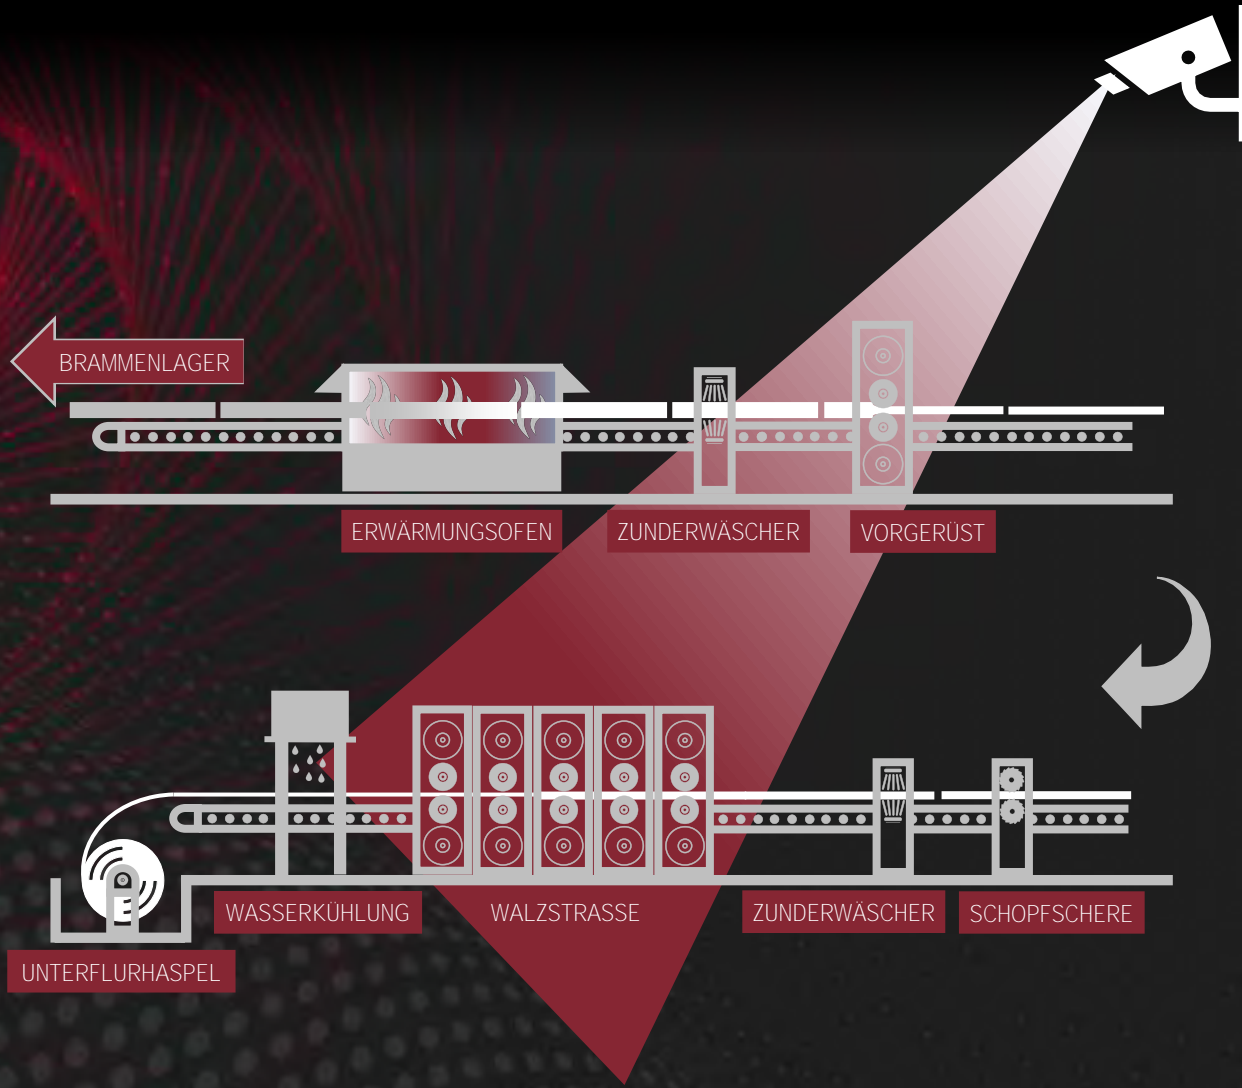 BRAMMENLAGER
ERWÄRMUNGSOFEN
ZUNDERWÄSCHER
VORGERÜST
WASSERKÜHLUNG
WALZSTRASSE
ZUNDERWÄSCHER
SCHOPFSCHERE
UNTERFLURHASPEL